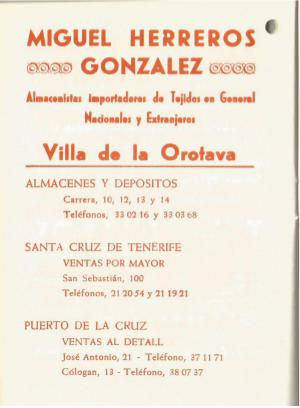 MIGUEL HERREROS
GONZALEZ
Almacenistas importadores de Tejidos en General
Nacionales y Extranjeros
Villa de la Orotava
ALMACENES Y DEPOSITOS
Carrera, 10, 12, 13 y 14
Teléfonos, 33 02 16 y 33 03 68
SANTA CRUZ DE TENERIFE
VENTAS POR MAYOR
San Sebastián, 100
Teléfonos, 21 20 54 y 21 19 21
PUERTO DE LA CRUZ
VENTAS AL DETALL
José Antonio, 21 - Teléfono, 37 11 71
Cólogan, 13 - Teléfono, 38 07 37